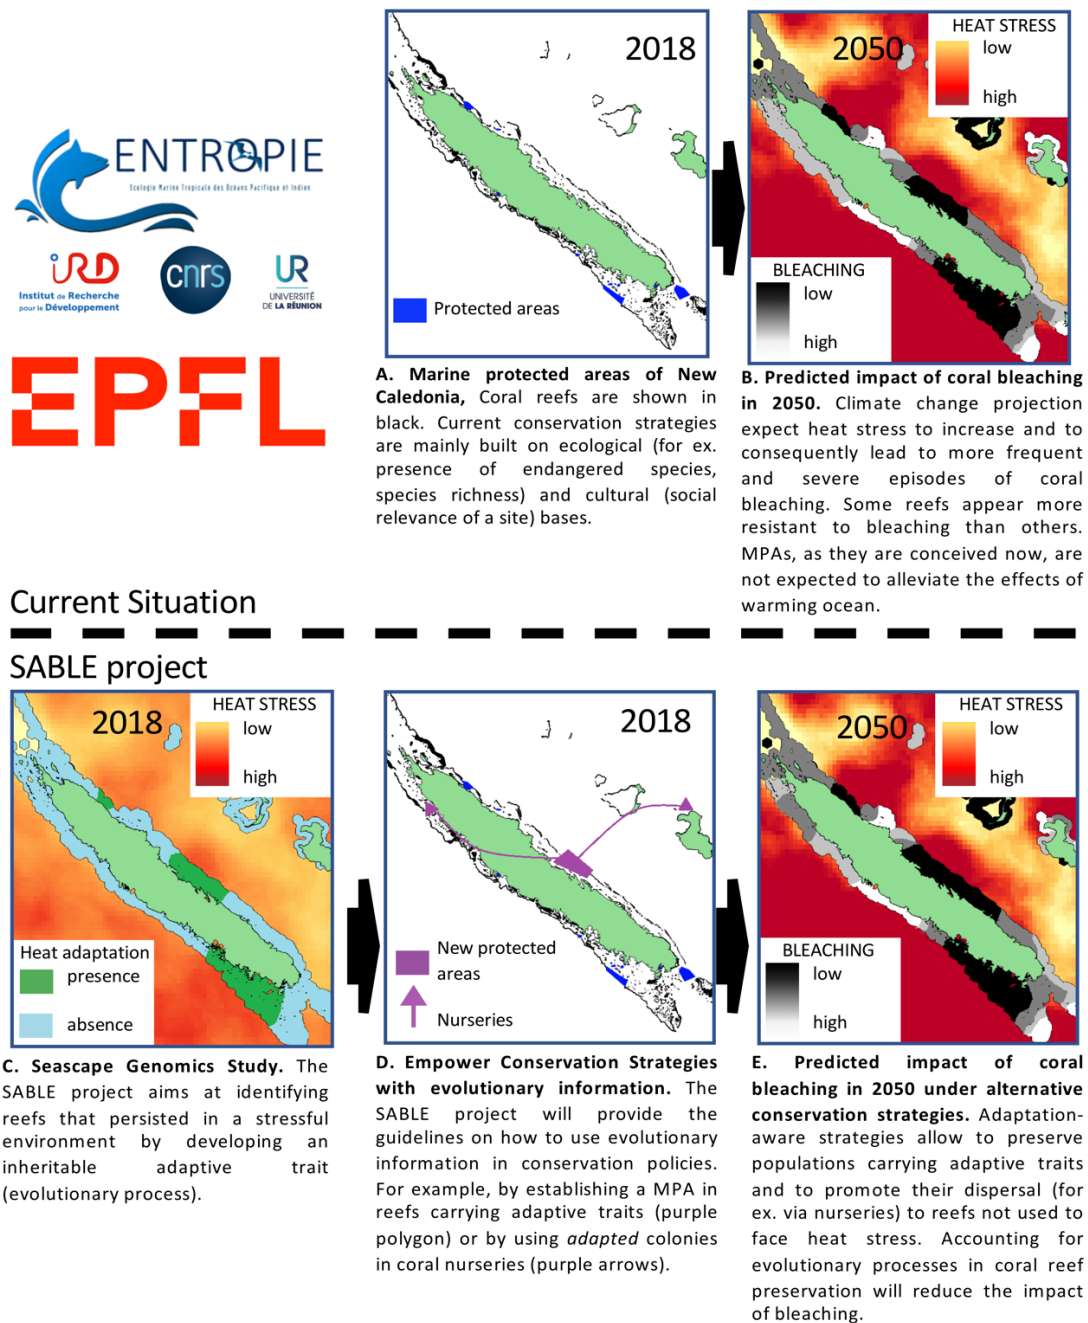 ENTROPIE
Ecologie Marine Tropicale des Océans Pacifique et Indien
IRD
Institut de Recherche
pour le Développement
cnrs
UR
UNIVERSITÉ
DE LA RÉUNION
EPFL
2018
Protected areas
A. Marine protected areas of New
Caledonia, Coral reefs are shown in
black. Current conservation strategies
are mainly built on ecological (for ex.
presence of endangered species,
species richness) and cultural (social
relevance of a site) bases.
2050
HEAT STRESS
low
high
BLEACHING
low
high
B. Predicted impact of coral bleaching
in 2050. Climate change projection
expect heat stress to increase and to
consequently lead to more frequent
and severe episodes of coral
bleaching. Some reefs appear more
resistant to bleaching than others.
MPAs, as they are conceived now, are
not expected to alleviate the effects of
warming ocean.
Current Situation
SABLE project
2018
HEAT STRESS
low
high
Heat adaptation
presence
absence
C. Seascape Genomics Study. The
SABLE project aims at identifying
reefs that persisted in a stressful
environment by developing an
inheritable adaptive trait
(evolutionary process).
2018
New protected
areas
Nurseries
D. Empower Conservation Strategies
with evolutionary information. The
SABLE project will provide the
guidelines on how to use evolutionary
information in conservation policies.
For example, by establishing a MPA in
reefs carrying adaptive traits (purple
polygon) or by using adapted colonies
in coral nurseries (purple arrows).
2050
HEAT STRESS
low
high
BLEACHING
low
high
E. Predicted impact of coral
bleaching in 2050 under alternative
conservation strategies. Adaptation-
aware strategies allow to preserve
populations carrying adaptive traits
and to promote their dispersal (for
ex. via nurseries) to reefs not used to
face heat stress. Accounting for
evolutionary processes in coral reef
preservation will reduce the impact
of bleaching.